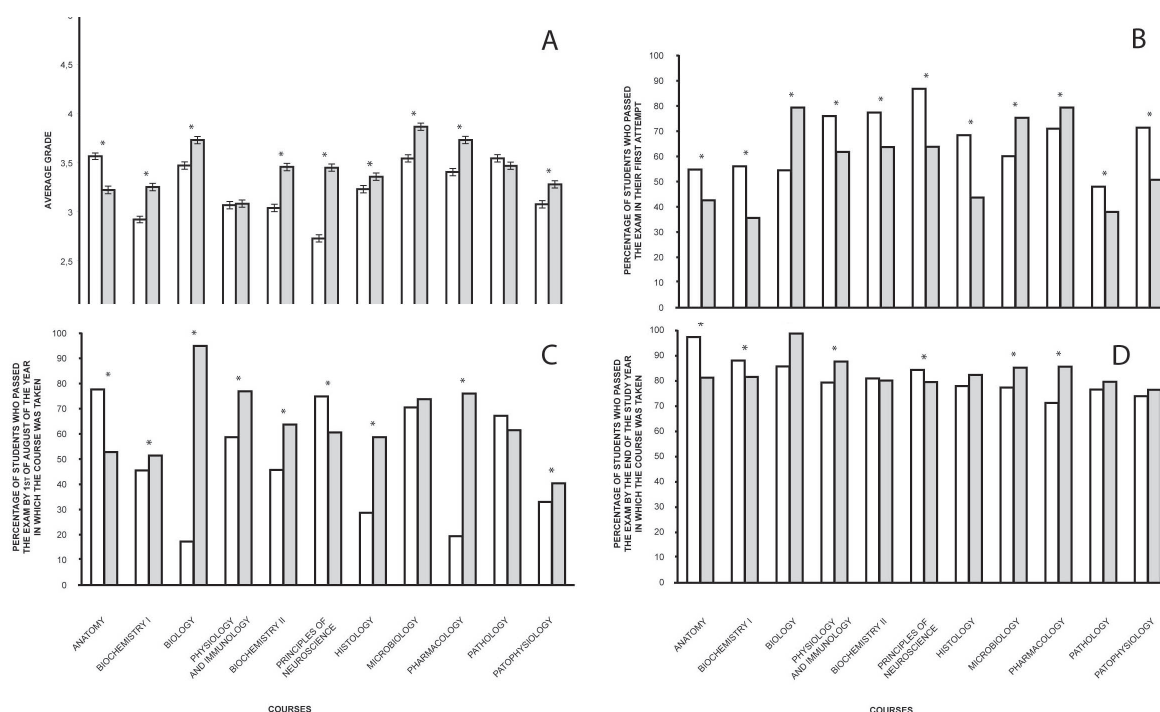 A
AVERAGE GRADE
4,5
4
3,5
3
2,5
B
PERCENTAGE OF STUDENTS WHO PASSED
THE EXAM IN THEIR FIRST ATTEMPT
100
90
80
70
60
50
40
30
20
10
0
C
PERCENTAGE OF STUDENTS WHO PASSED
THE EXAM BY 1ST OF AUGUST OF THE YEAR
IN WHICH THE COURSE WAS TAKEN
100
90
80
70
60
50
40
30
20
10
0
ANATOMY
BIOCHEMISTRY I
BIOLOGY
PHYSIOLOGY
AND IMMUNOLOGY
BIOCHEMISTRY II
PRINCIPLES OF
NEUROSCIENCE
HISTOLOGY
MICROBIOLOGY
PHARMACOLOGY
PATHOLOGY
PATOPHYSIOLOGY
COURSES
D
PERCENTAGE OF STUDENTS WHO PASSED
THE EXAM BY THE END OF THE STUDY YEAR
IN WHICH THE COURSE WAS TAKEN
100
90
80
70
60
50
40
30
20
10
0
ANATOMY
BIOCHEMISTRY I
BIOLOGY
PHYSIOLOGY
AND IMMUNOLOGY
BIOCHEMISTRY II
PRINCIPLES OF
NEUROSCIENCE
HISTOLOGY
MICROBIOLOGY
PHARMACOLOGY
PATHOLOGY
PATOPHYSIOLOGY
COURSES